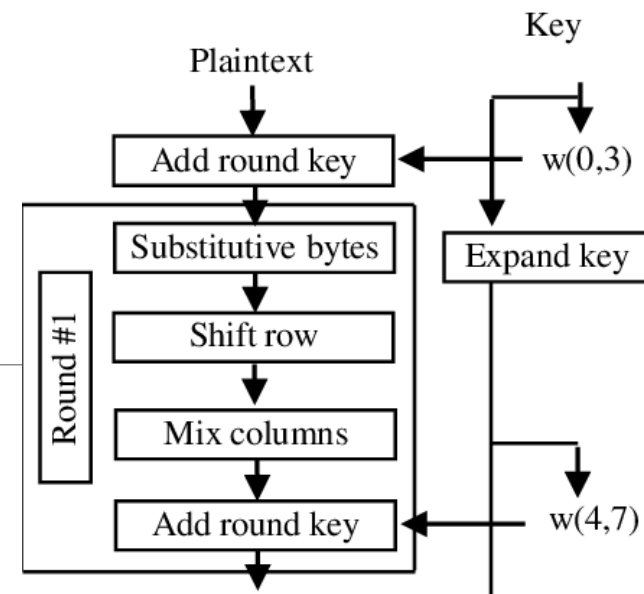 Key
Plaintext
Add round key
w(0,3)
Substitutive bytes
Expand key
Round #1
Shift row
Mix columns
Add round key
w(4,7)